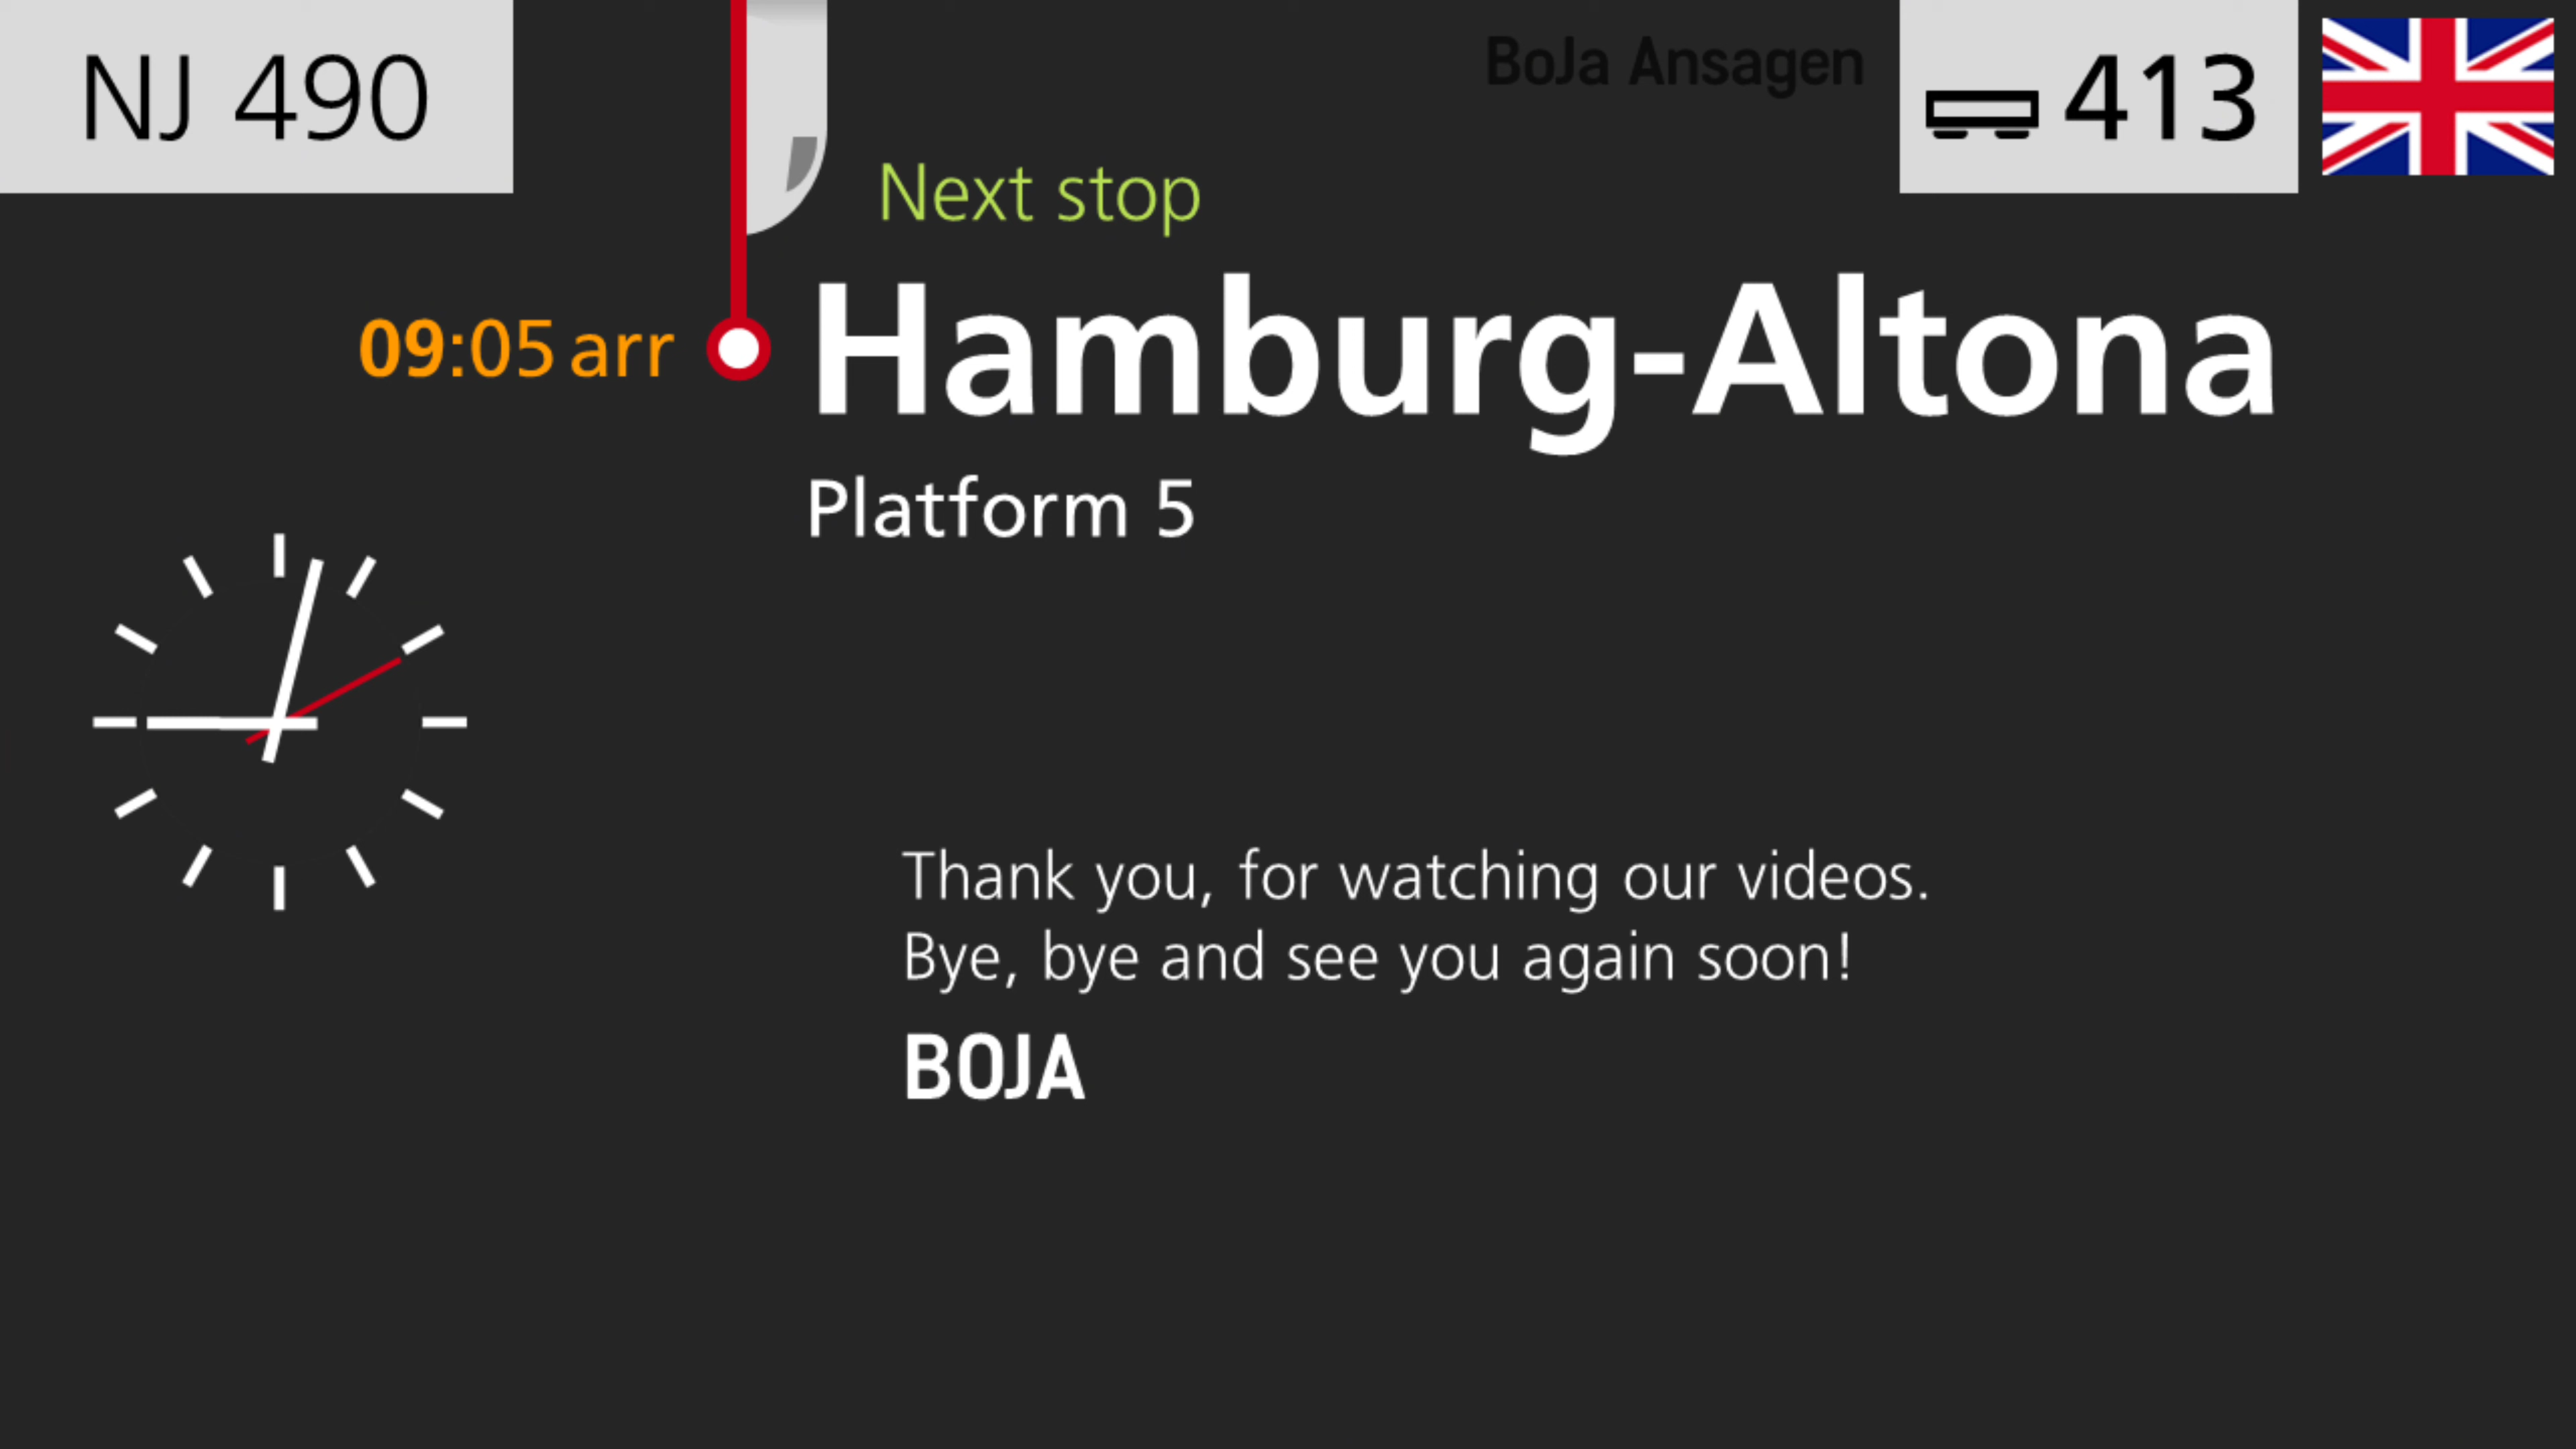 NJ 490
BoJa Ansagen
413
Next stop
09:05 arr
Hamburg-Altona
Platform 5
Thank you, for watching our videos.
Bye, bye and see you again soon!
BOJA